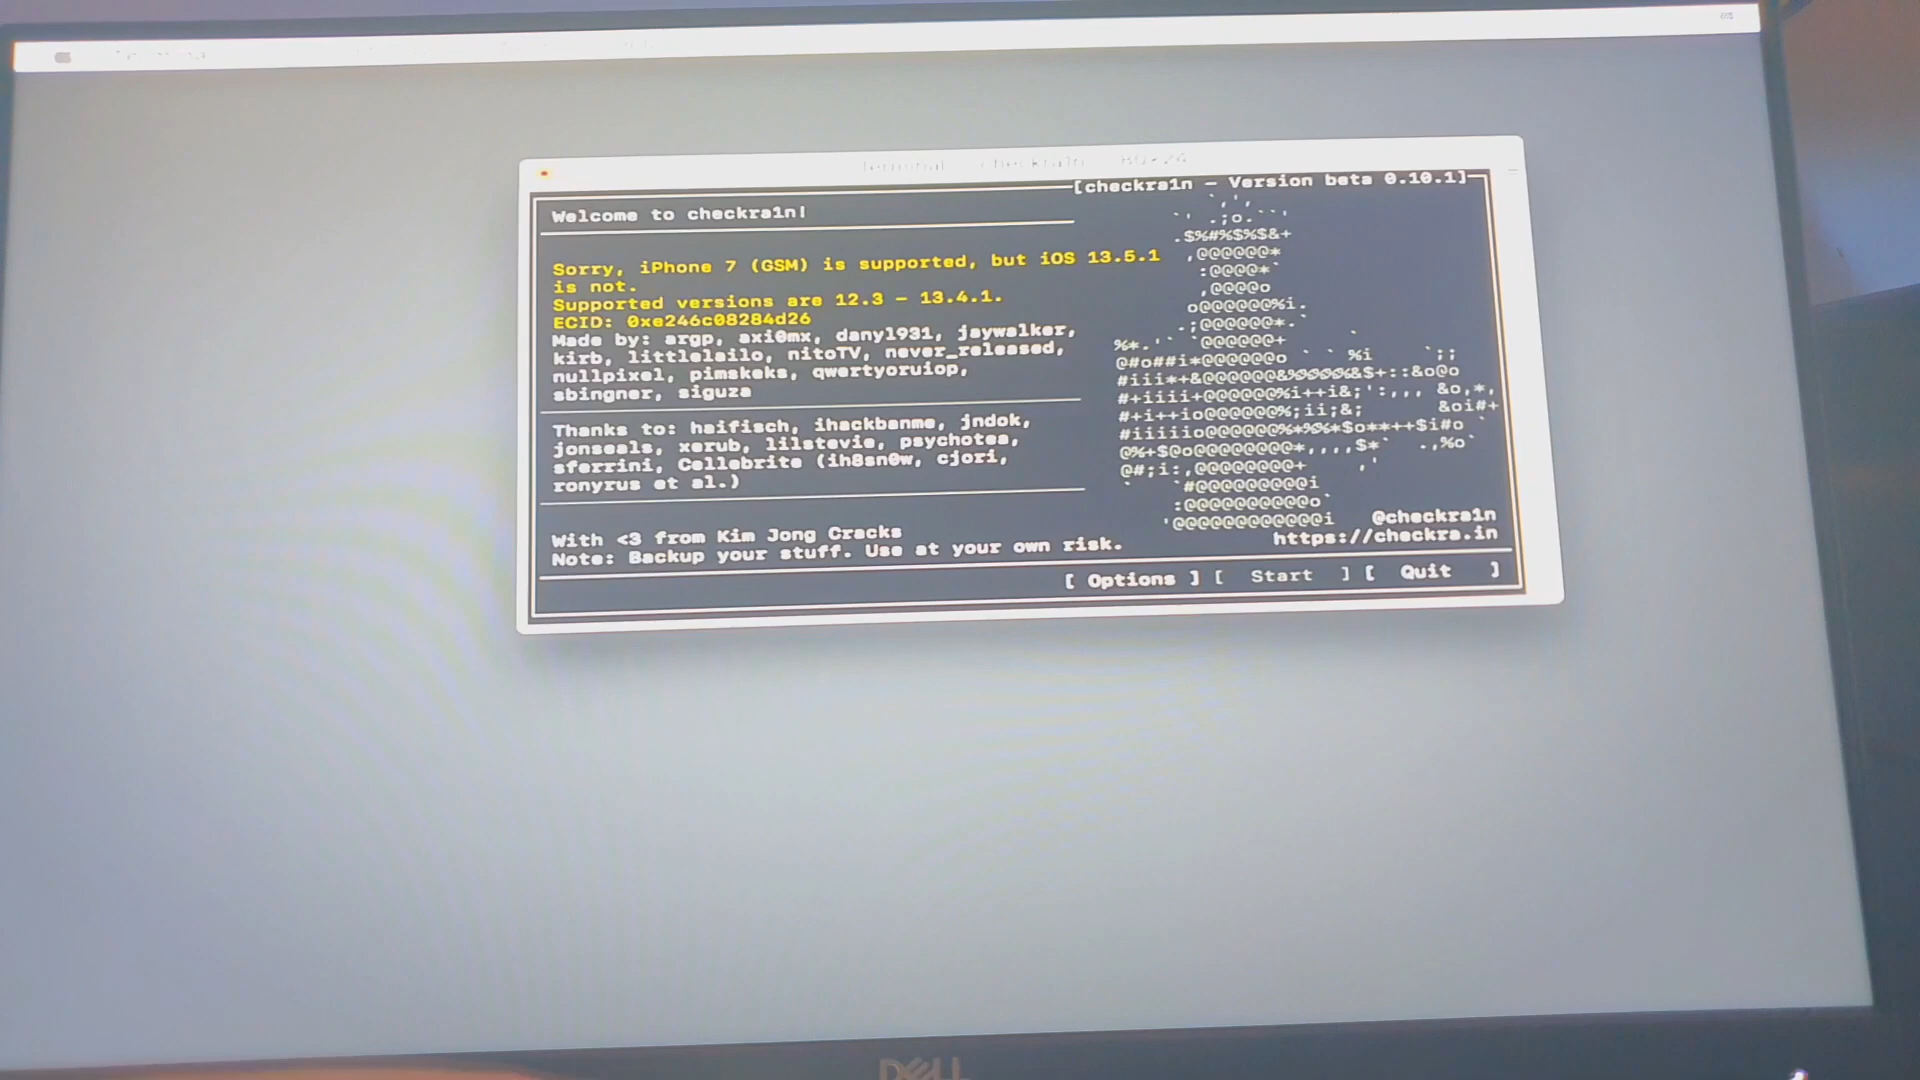 [checkra1n — Version beta 0.10.1]
Welcome to checkra1n!
Sorry, iPhone 7 (GSM) is supported, but iOS 13.5.1
is not.
Supported versions are 12.3 - 13.4.1.
ECID: 0xe246c08284d26
Made by: argp, axi0mx, danyl931, jaywalker,
kirb, littlelailo, nitoTV, never_released,
nullpixel, pimskeks, qwertyoruiop,
sbingner, siguza
Thanks to: haifisch, ihackbanme, jndok,
jonseals, xerub, lilstevie, psychotea,
sferrini, Cellebrite (ih8sn0w, cjori,
ronyrus et al.)
With <3 from Kim Jong Cracks
Note: Backup your stuff. Use at your own risk.
@checkra1n
https://checkra.in
[ Options ] [ Start ] [ Quit ]
DELL